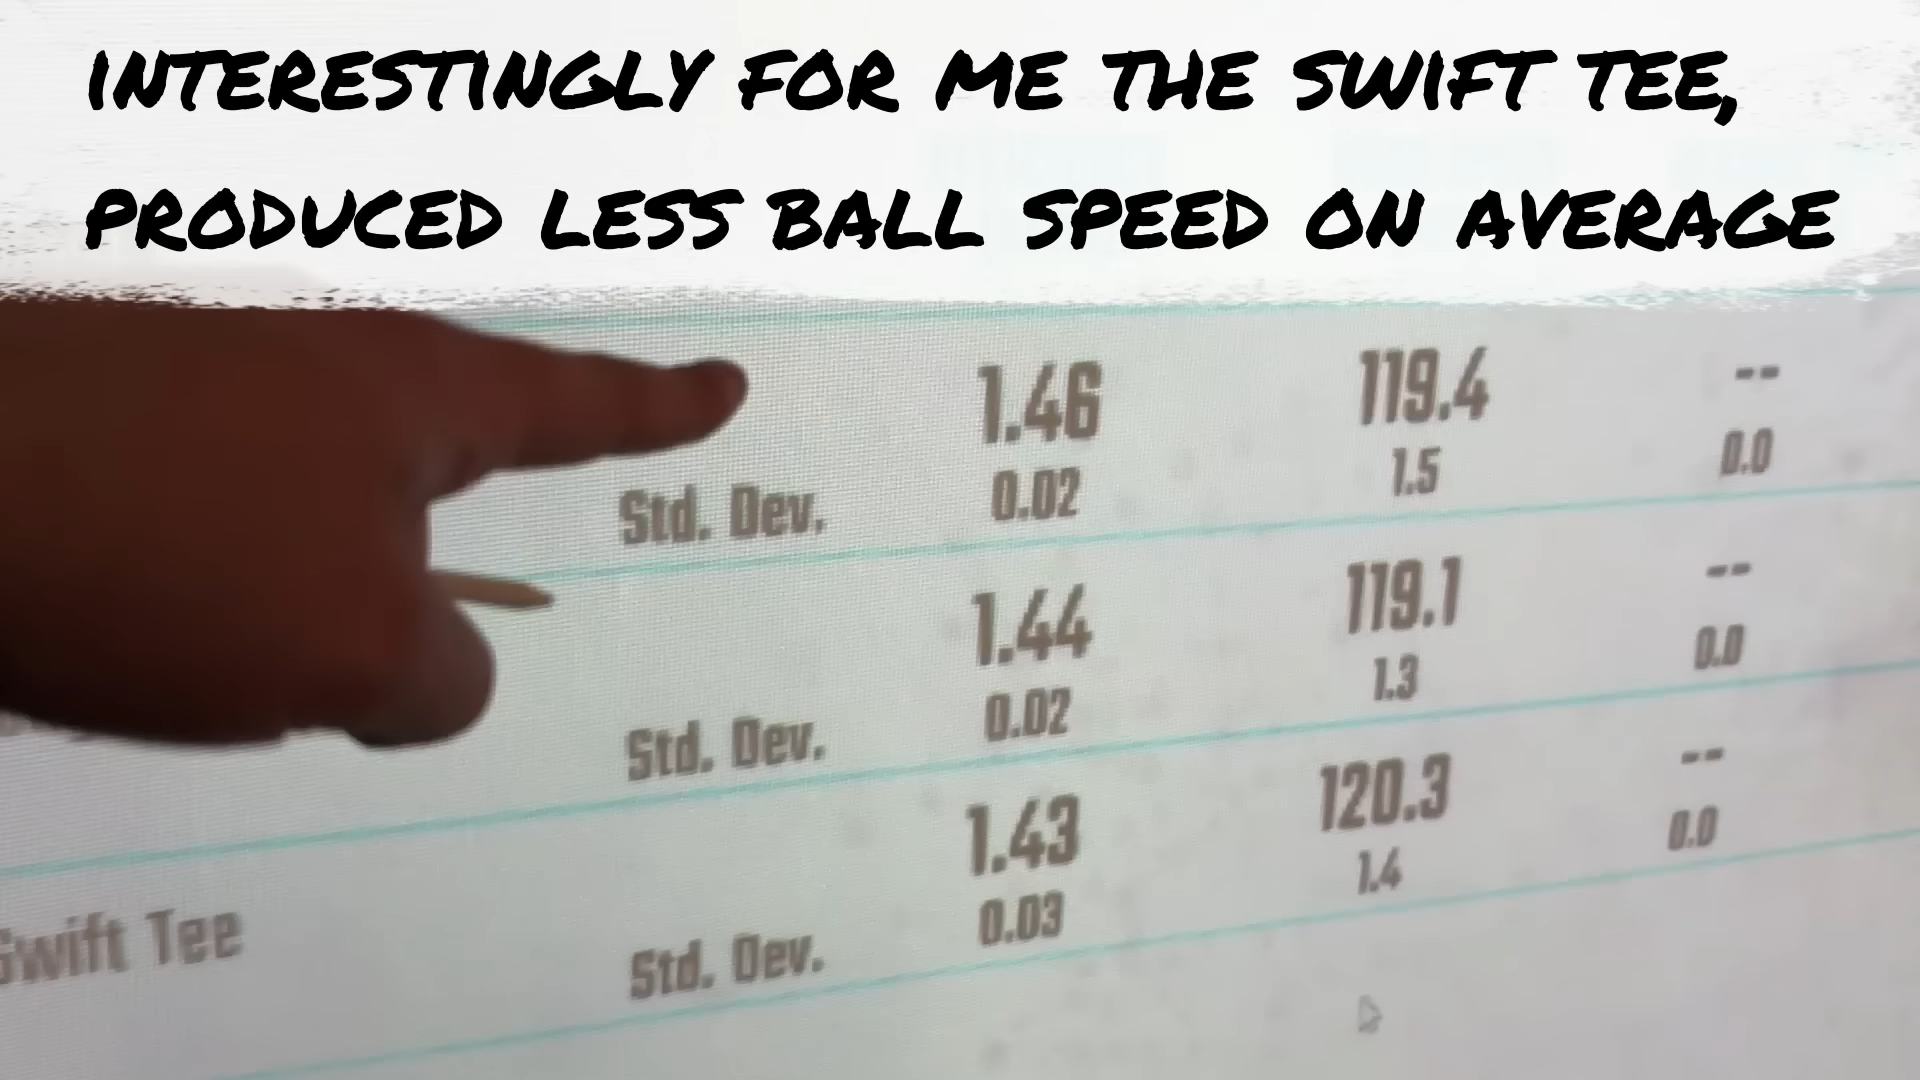 INTERESTINGLY FOR ME THE SWIFT TEE,
PRODUCED LESS BALL SPEED ON AVERAGE
1.46 119.4 --
Std. Dev. 0.02 1.5 0.0
1.44 119.1 --
Std. Dev. 0.02 1.3 0.0
1.43 120.3 --
Swift Tee
Std. Dev. 0.03 1.4 0.0